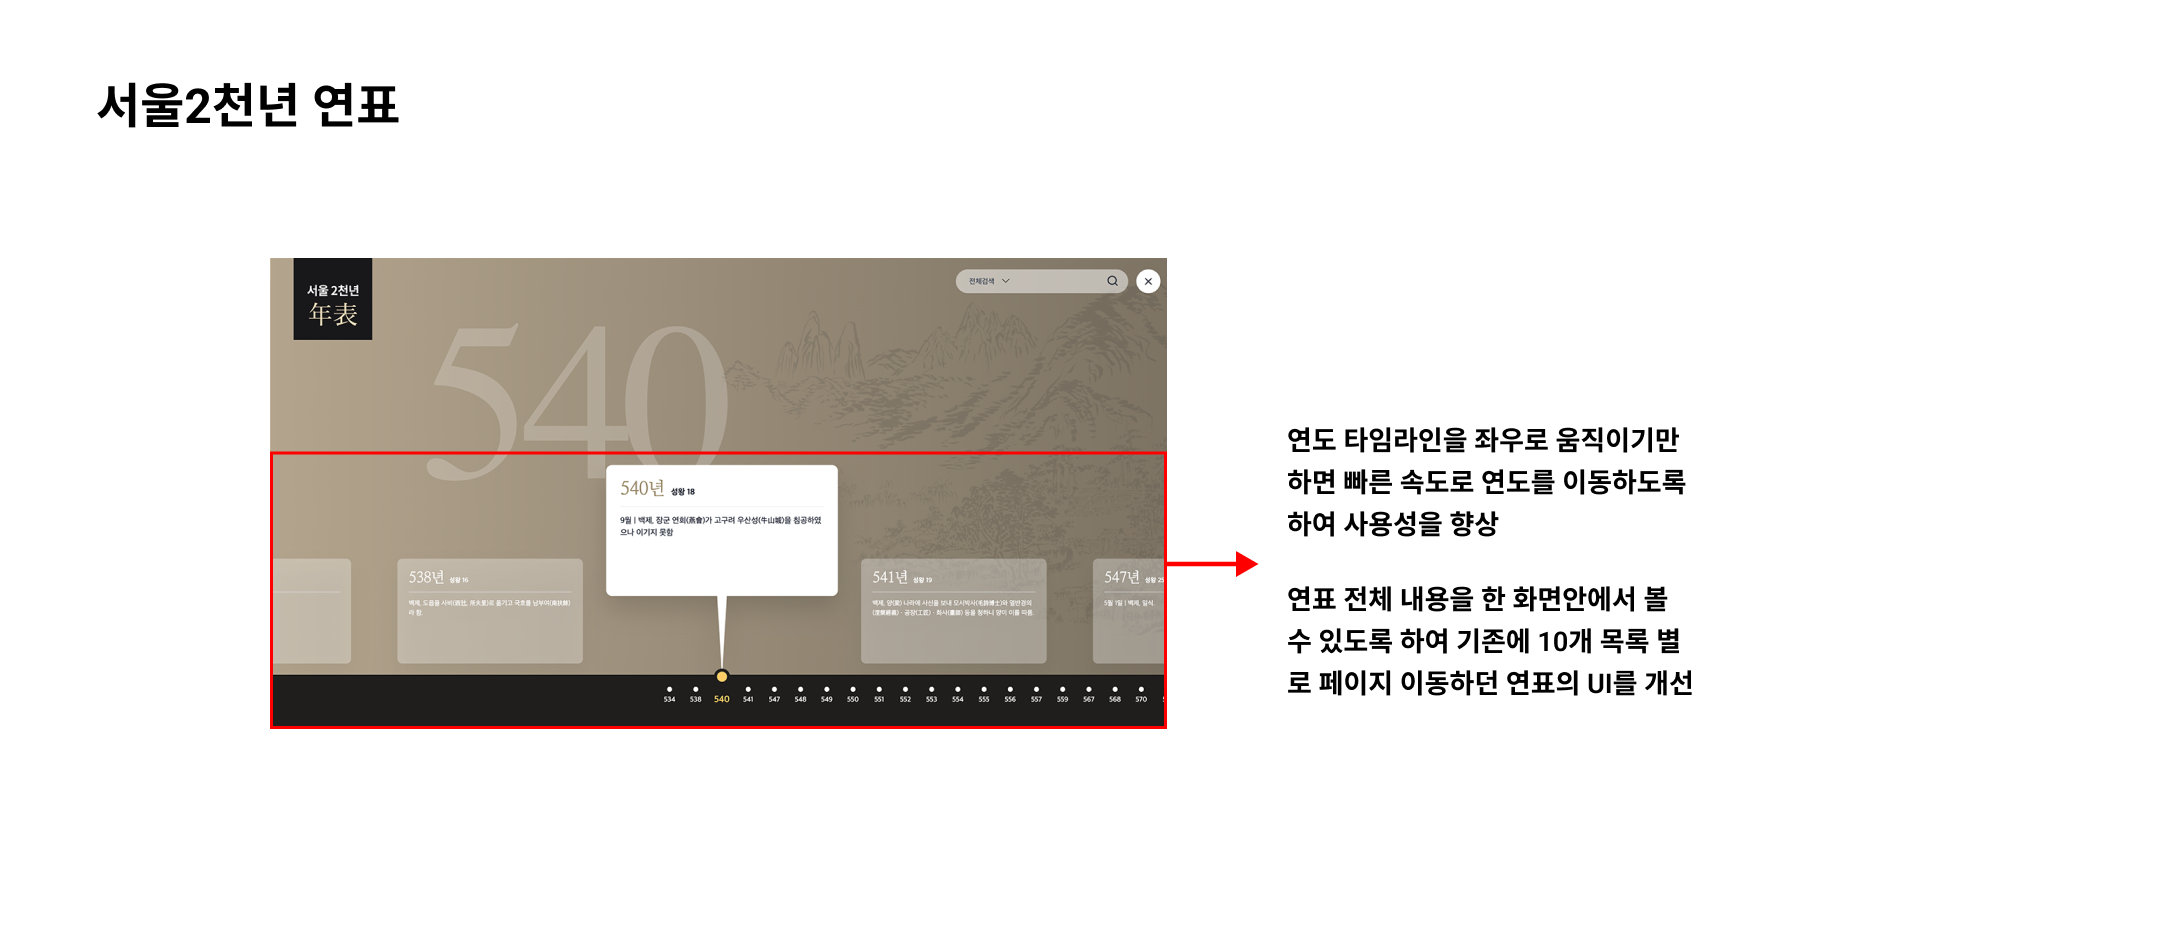 서울2천년 연표
서울 2천년
年表
전체검색
540
540년 성왕 18
9월 | 백제, 장군 연회(燕會)가 고구려 우산성(牛山城)을 침공하였
으나 이기지 못함
538년 성왕 16
백제, 도읍을 사비(泗沘, 所夫里)로 옮기고 국호를 남부여(南扶餘)
라 함.
541년 성왕 19
백제, 양(梁) 나라에 사신을 보내 모시박사(毛詩博士)와 열반경의
(涅槃經義)·공장(工匠)·화사(畫師) 등을 청하니 양이 이를 따름.
547년 성왕 25
5월 1일 | 백제, 일식.
534 538 540 541 547 548 549 550 551 552 553 554 555 556 557 559 567 568 570
연도 타임라인을 좌우로 움직이기만
하면 빠른 속도로 연도를 이동하도록
하여 사용성을 향상
연표 전체 내용을 한 화면안에서 볼
수 있도록 하여 기존에 10개 목록 별
로 페이지 이동하던 연표의 UI를 개선